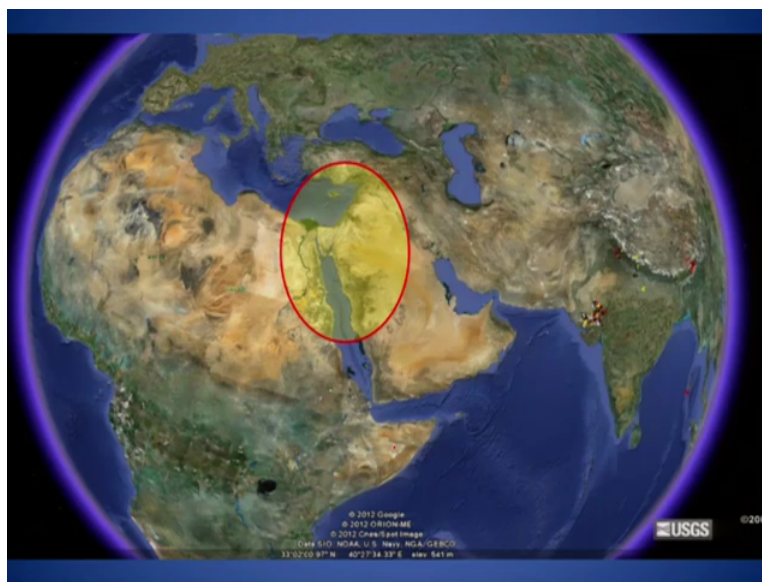 © 2012 Google
© 2012 ORION-ME
© 2012 Cnes/Spot Image
Data SIO, NOAA, U.S. Navy, NGA, GEBCO
33°02'00.97" N 40°27'34.33" E elev 541 m
USGS